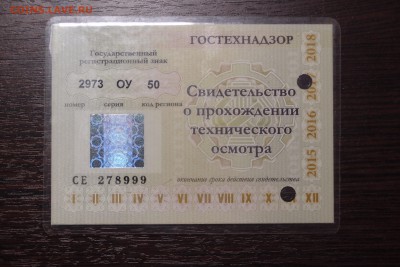 ГОСТЕХНАДЗОР
Государственный
регистрационный знак
2973 ОУ 50
номер серия код региона
Свидетельство
о прохождении
технического
осмотра
СЕ 278999
окончание срока действия свидетельства
I II III IV V VI VII VIII IX X XII
2015 2016 2018